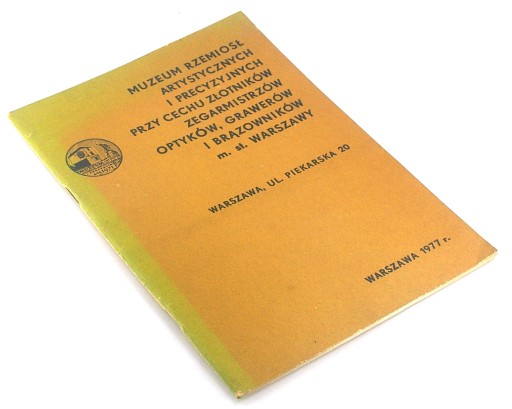 MUZEUM RZEMIOSŁ
ARTYSTYCZNYCH
I PRECYZYJNYCH
PRZY CECHU ZŁOTNIKÓW
ZEGARMISTRZÓW
OPTYKÓW, GRAWERÓW
I BRĄZOWNIKÓW
m. st. WARSZAWY
WARSZAWA, UL. PIEKARSKA 20
WARSZAWA 1977 r.